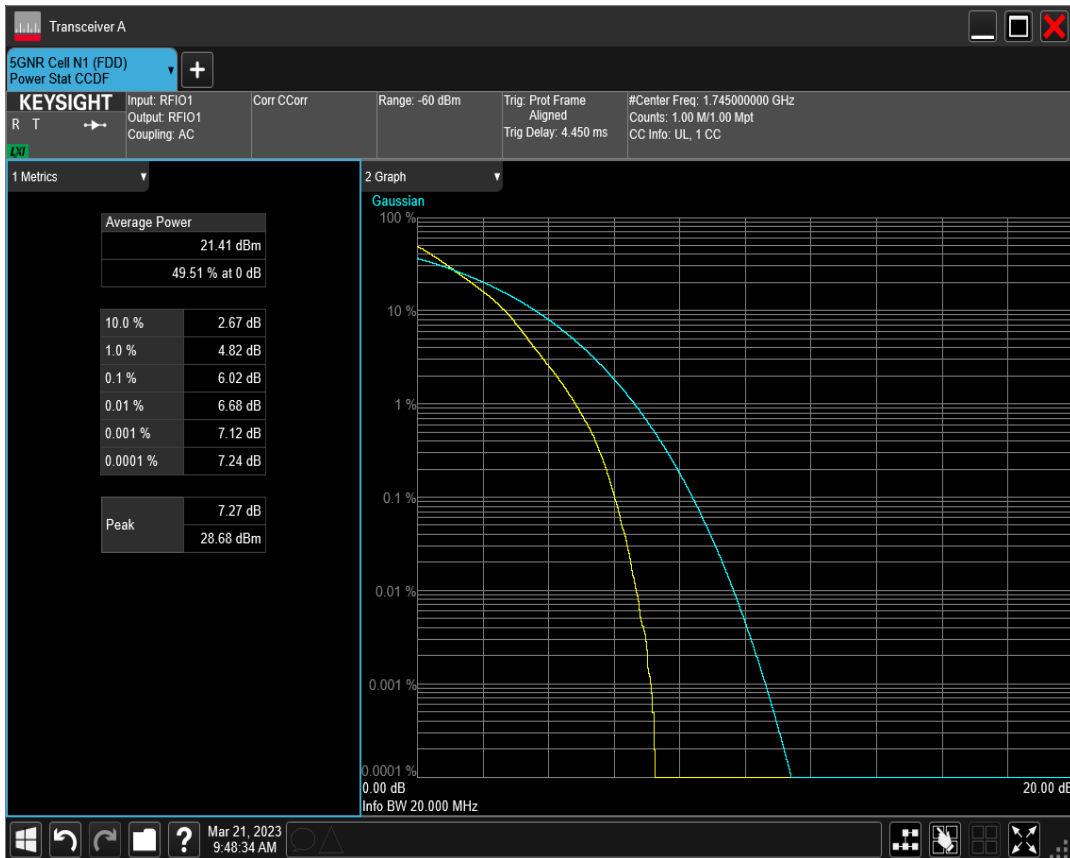 Transceiver A
5GNR Cell N1 (FDD)
Power Stat CCDF
+
KEYSIGHT
R T
LXI
Input: RFIO1
Output: RFIO1
Coupling: AC
Corr CCorr
Range: -60 dBm
Trig: Prot Frame
Aligned
Trig Delay: 4.450 ms
#Center Freq: 1.745000000 GHz
Counts: 1.00 M/1.00 Mpt
CC Info: UL, 1 CC
1 Metrics
Average Power
21.41 dBm
49.51 % at 0 dB
10.0 % 2.67 dB
1.0 % 4.82 dB
0.1 % 6.02 dB
0.01 % 6.68 dB
0.001 % 7.12 dB
0.0001 % 7.24 dB
Peak 7.27 dB
28.68 dBm
2 Graph
Gaussian
100 %
10 %
1 %
0.1 %
0.01 %
0.001 %
0.0001 %
0.00 dB 20.00 dB
Info BW 20.000 MHz
?
Mar 21, 2023
9:48:34 AM